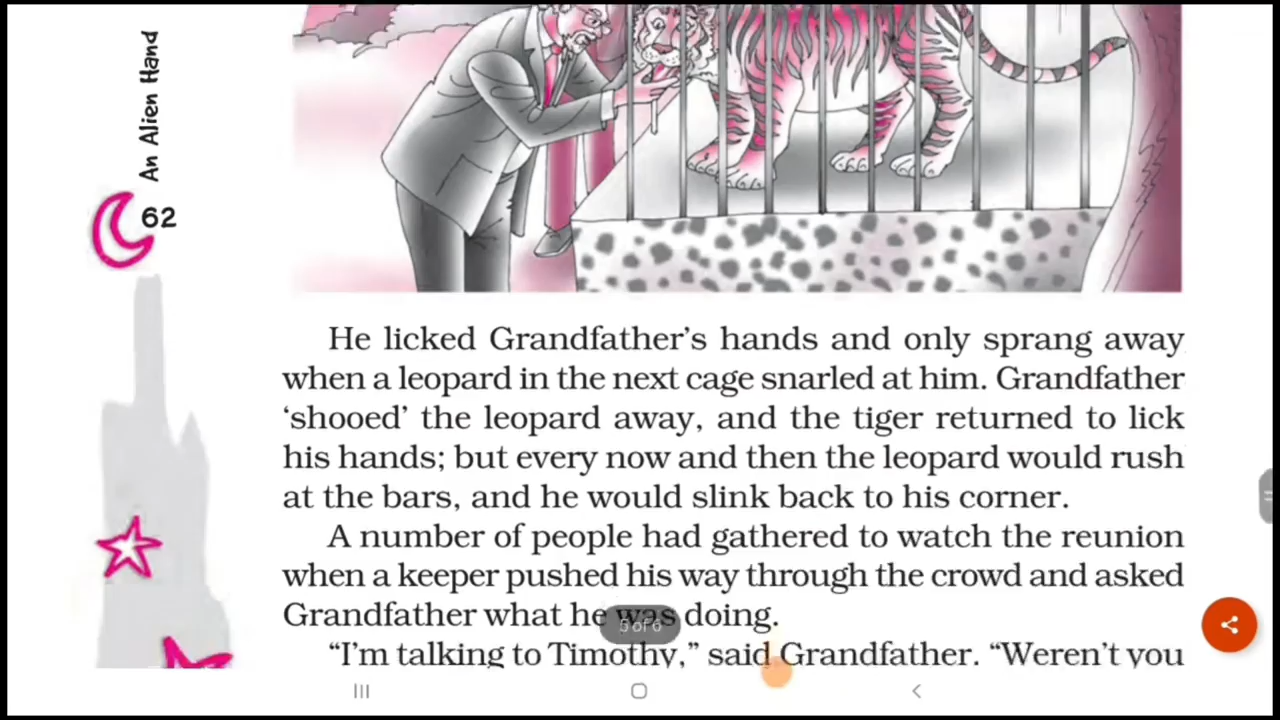 An Alien Hand
62
He licked Grandfather's hands and only sprang away
when a leopard in the next cage snarled at him. Grandfather
‘shooed’ the leopard away, and the tiger returned to lick
his hands; but every now and then the leopard would rush
at the bars, and he would slink back to his corner.
A number of people had gathered to watch the reunion
when a keeper pushed his way through the crowd and asked
Grandfather what he was doing.
5 of 6
“I'm talking to Timothy,” said Grandfather. “Weren't you